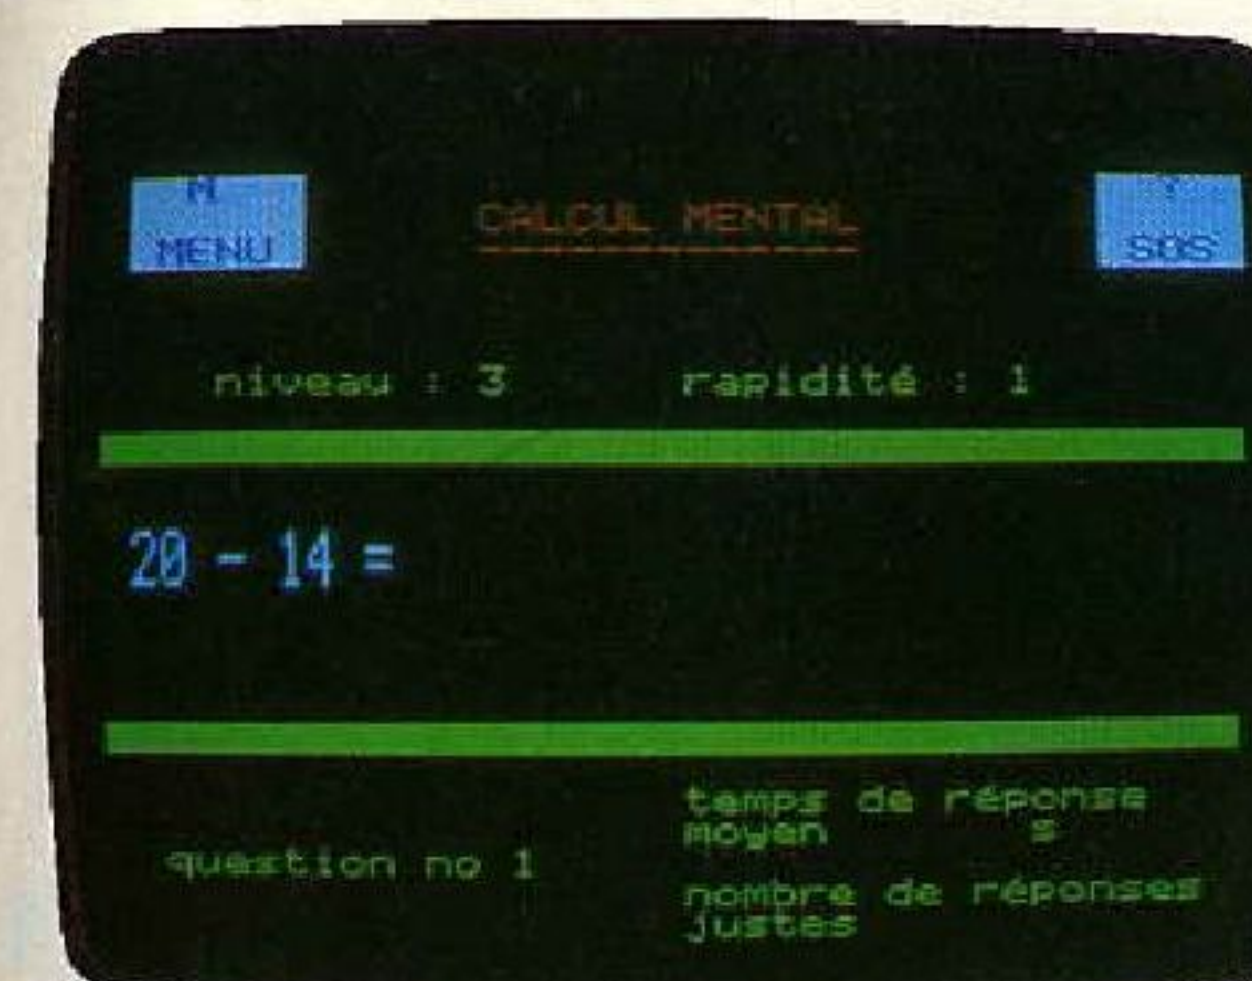 M
MENU
CALCUL MENTAL
?
SOS
niveau : 3 rapidité : 1
20 - 14 =
question no 1
temps de réponse
moyen s
nombre de réponses
justes